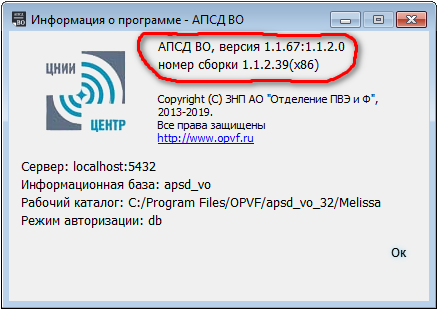 Информация о программе - АПСД ВО
АПСД ВО, версия 1.1.67:1.1.2.0
номер сборки 1.1.2.39(x86)
ЦНИИ
ЦЕНТР
Copyright (C) ЗНП АО "Отделение ПВЭ и Ф",
2013-2019.
Все права защищены
http://www.opvf.ru
Сервер: localhost:5432
Информационная база: apsd_vo
Рабочий каталог: C:/Program Files/OPVF/apsd_vo_32/Melissa
Режим авторизации: db
Ок